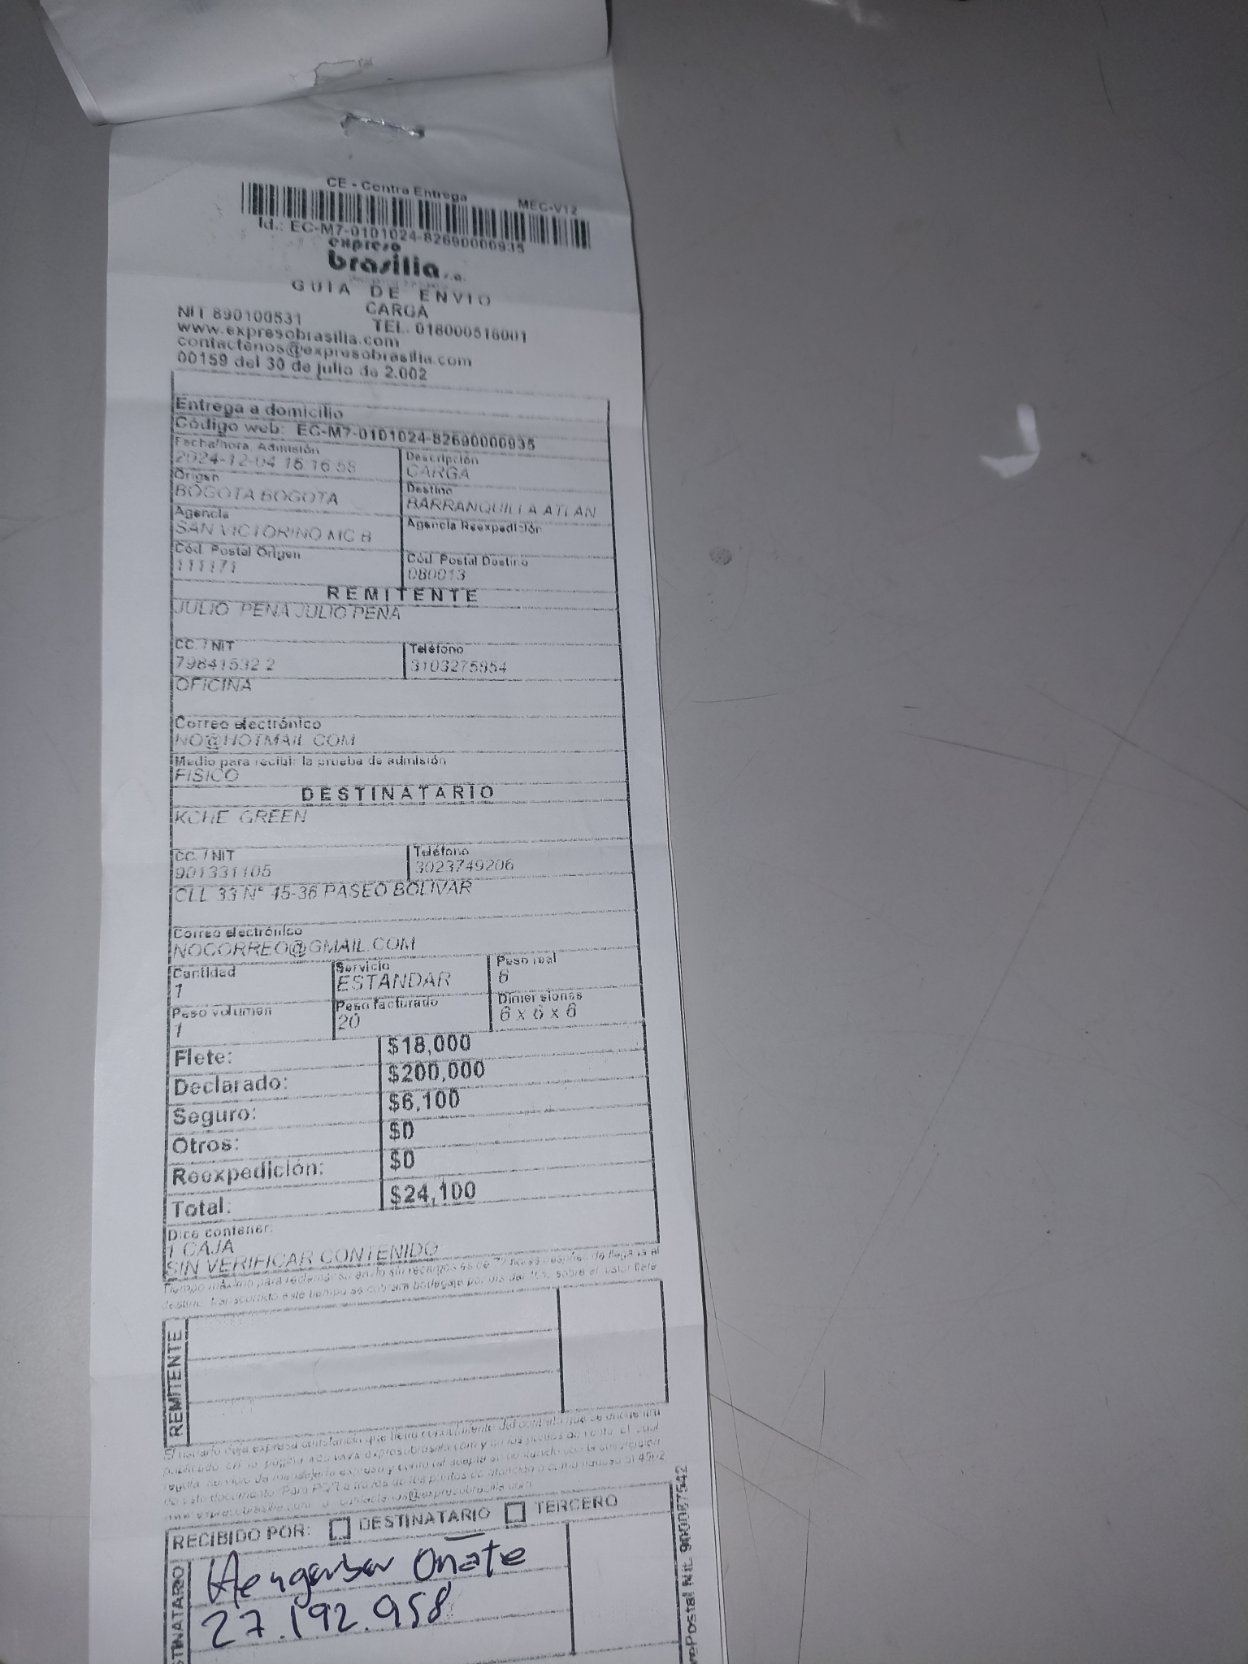 CE - Contra Entrega
MEC-V12
Id.: EC-M7-0101024-82690000935
expreso
brasilia s.a.
GUIA DE ENVIO
CARGA
NIT 890100531
TEL. 018000516001
www.expresobrasilia.com
contactenos@expresobrasilia.com
00159 del 30 de julio de 2.002
Entrega a domicilio
Código web: EC-M7-0101024-82690000935
Fecha/hora Admisión
2024-12-04 15:16:58
Descripción
CARGA
Origen
BOGOTA BOGOTA
Destino
BARRANQUILLA ATLAN
Agencia
SAN VICTORINO MC B
Agencia Reexpedición
Cód. Postal Origen
111171
Cód. Postal Destino
080013
REMITENTE
JULIO PENA JULIO PENA
CC. / NIT
79841532 2
Teléfono
3103275954
OFICINA
Correo electrónico
NO@HOTMAIL.COM
Medio para recibir la prueba de admisión
FISICO
DESTINATARIO
KCHE GREEN
CC. / NIT
901331105
Teléfono
3023749206
CLL 33 N° 45-36 PASEO BOLIVAR
Correo electrónico
NOCORREO@GMAIL.COM
Cantidad
1
Servicio
ESTANDAR
Peso real
6
Peso volumen
1
Peso facturado
20
Dimensiones
6 x 6 x 6
Flete: $18,000
Declarado: $200,000
Seguro: $6,100
Otros: $0
Reexpedición: $0
Total: $24,100
Dice contener:
1 CAJA
SIN VERIFICAR CONTENIDO
REMITENTE
RECIBIDO POR: DESTINATARIO TERCERO
Oñate
27.192.958